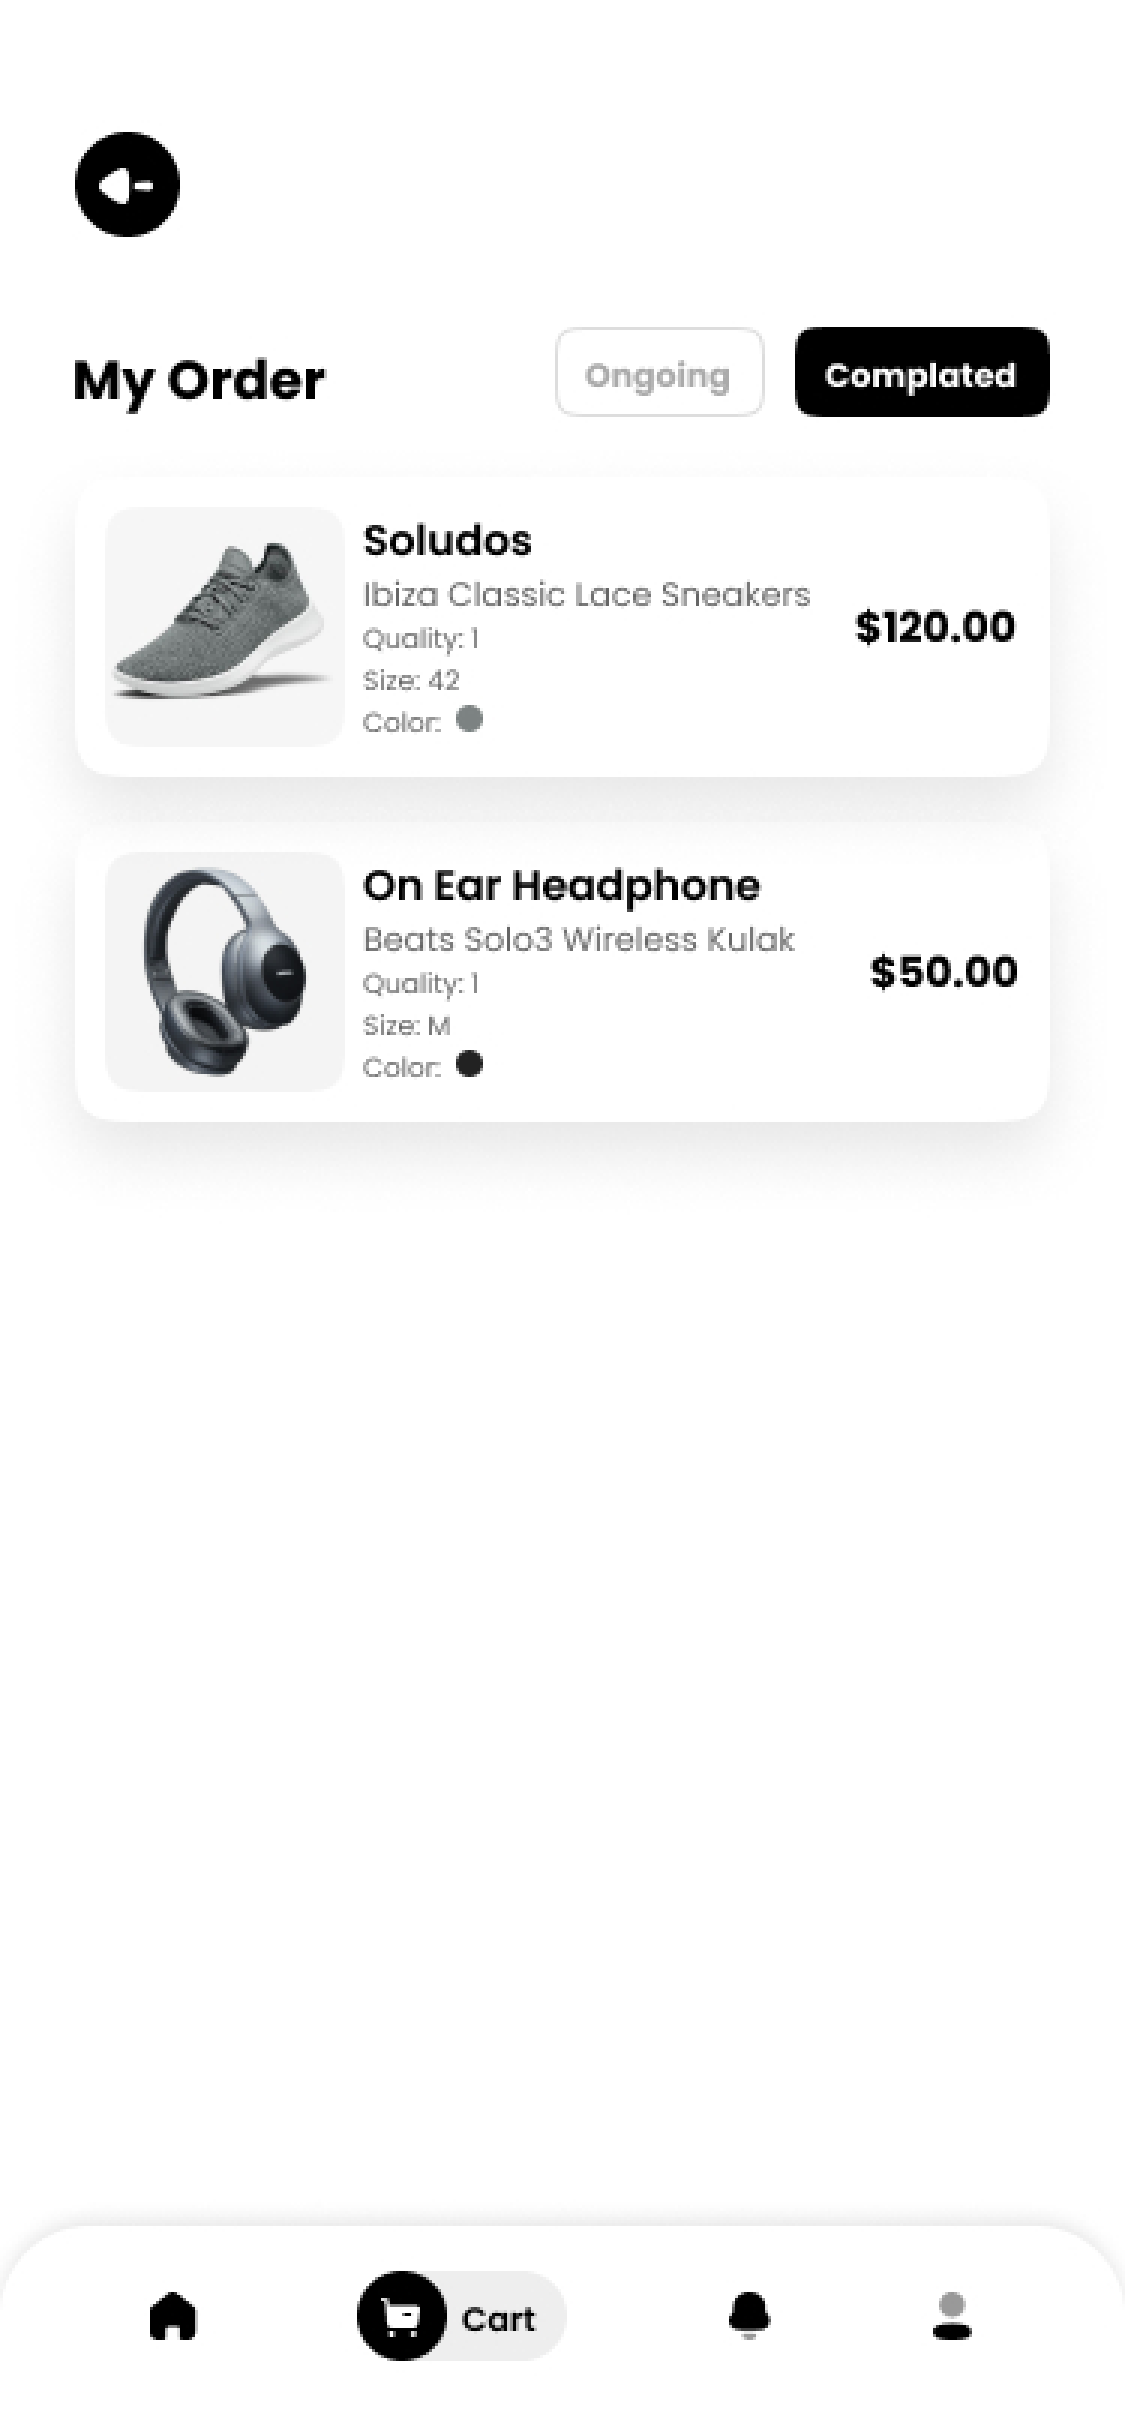 My Order
Ongoing
Complated
Soludos
Ibiza Classic Lace Sneakers
Quality: 1
Size: 42
Color:
$120.00
On Ear Headphone
Beats Solo3 Wireless Kulak
Quality: 1
Size: M
Color:
$50.00
Cart